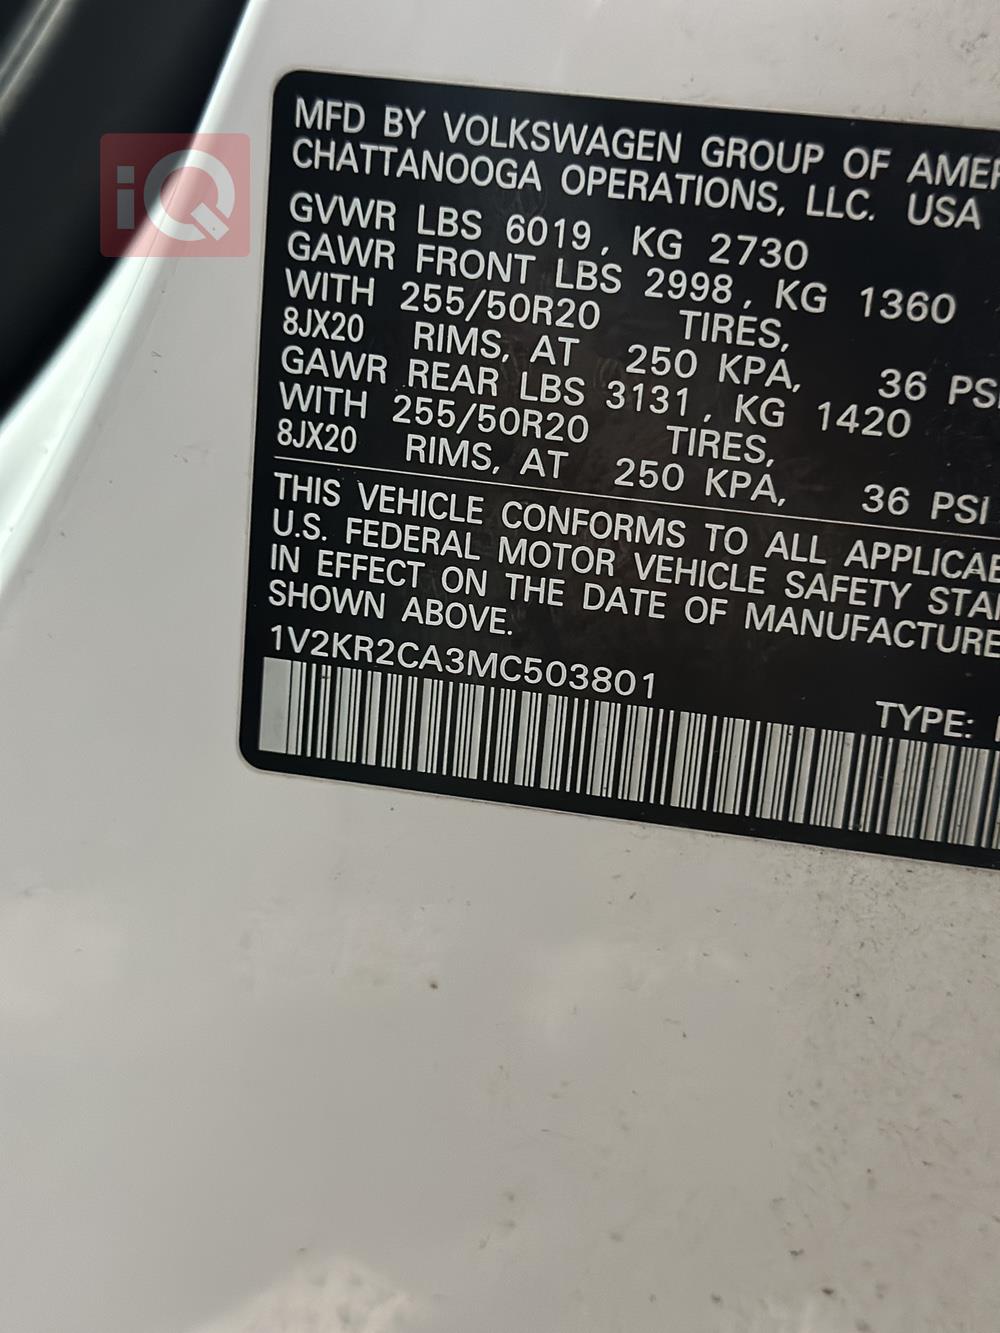 iQ
MFD BY VOLKSWAGEN GROUP OF AMER
CHATTANOOGA OPERATIONS, LLC. USA
GVWR LBS 6019, KG 2730
GAWR FRONT LBS 2998, KG 1360
WITH 255/50R20 TIRES,
8JX20 RIMS, AT 250 KPA, 36 PSI
GAWR REAR LBS 3131, KG 1420
WITH 255/50R20 TIRES,
8JX20 RIMS, AT 250 KPA, 36 PSI
THIS VEHICLE CONFORMS TO ALL APPLICAB
U.S. FEDERAL MOTOR VEHICLE SAFETY STAN
IN EFFECT ON THE DATE OF MANUFACTURE
SHOWN ABOVE.
1V2KR2CA3MC503801
TYPE: